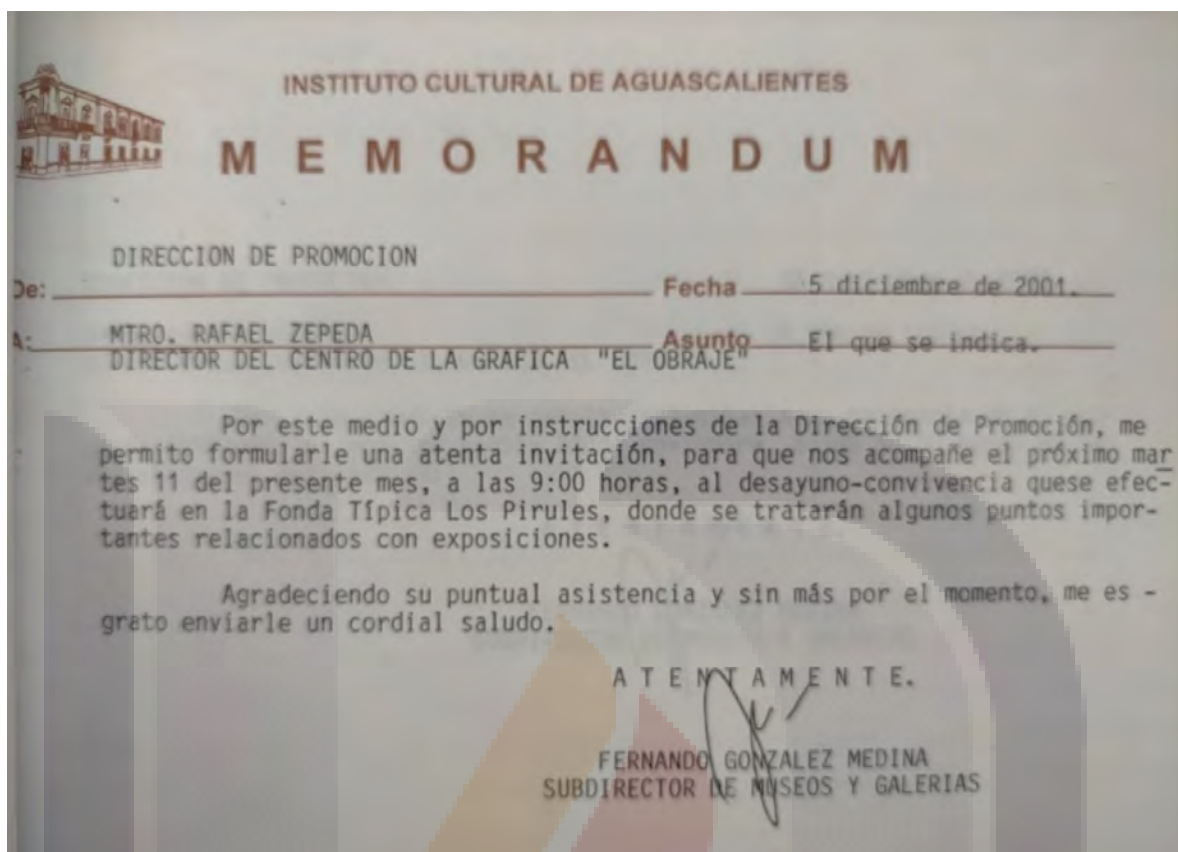 INSTITUTO CULTURAL DE AGUASCALIENTES
MEMORANDUM
DIRECCION DE PROMOCION
De: Fecha 5 diciembre de 2001.
A: MTRO. RAFAEL ZEPEDA Asunto El que se indica.
DIRECTOR DEL CENTRO DE LA GRAFICA "EL OBRAJE"
Por este medio y por instrucciones de la Dirección de Promoción, me
permito formularle una atenta invitación, para que nos acompañe el próximo mar
tes 11 del presente mes, a las 9:00 horas, al desayuno-convivencia quese efec-
tuará en la Fonda Típica Los Pirules, donde se tratarán algunos puntos impor-
tantes relacionados con exposiciones.
Agradeciendo su puntual asistencia y sin más por el momento, me es -
grato enviarle un cordial saludo.
A T E N T A M E N T E.
FERNANDO GONZALEZ MEDINA
SUBDIRECTOR DE MUSEOS Y GALERIAS